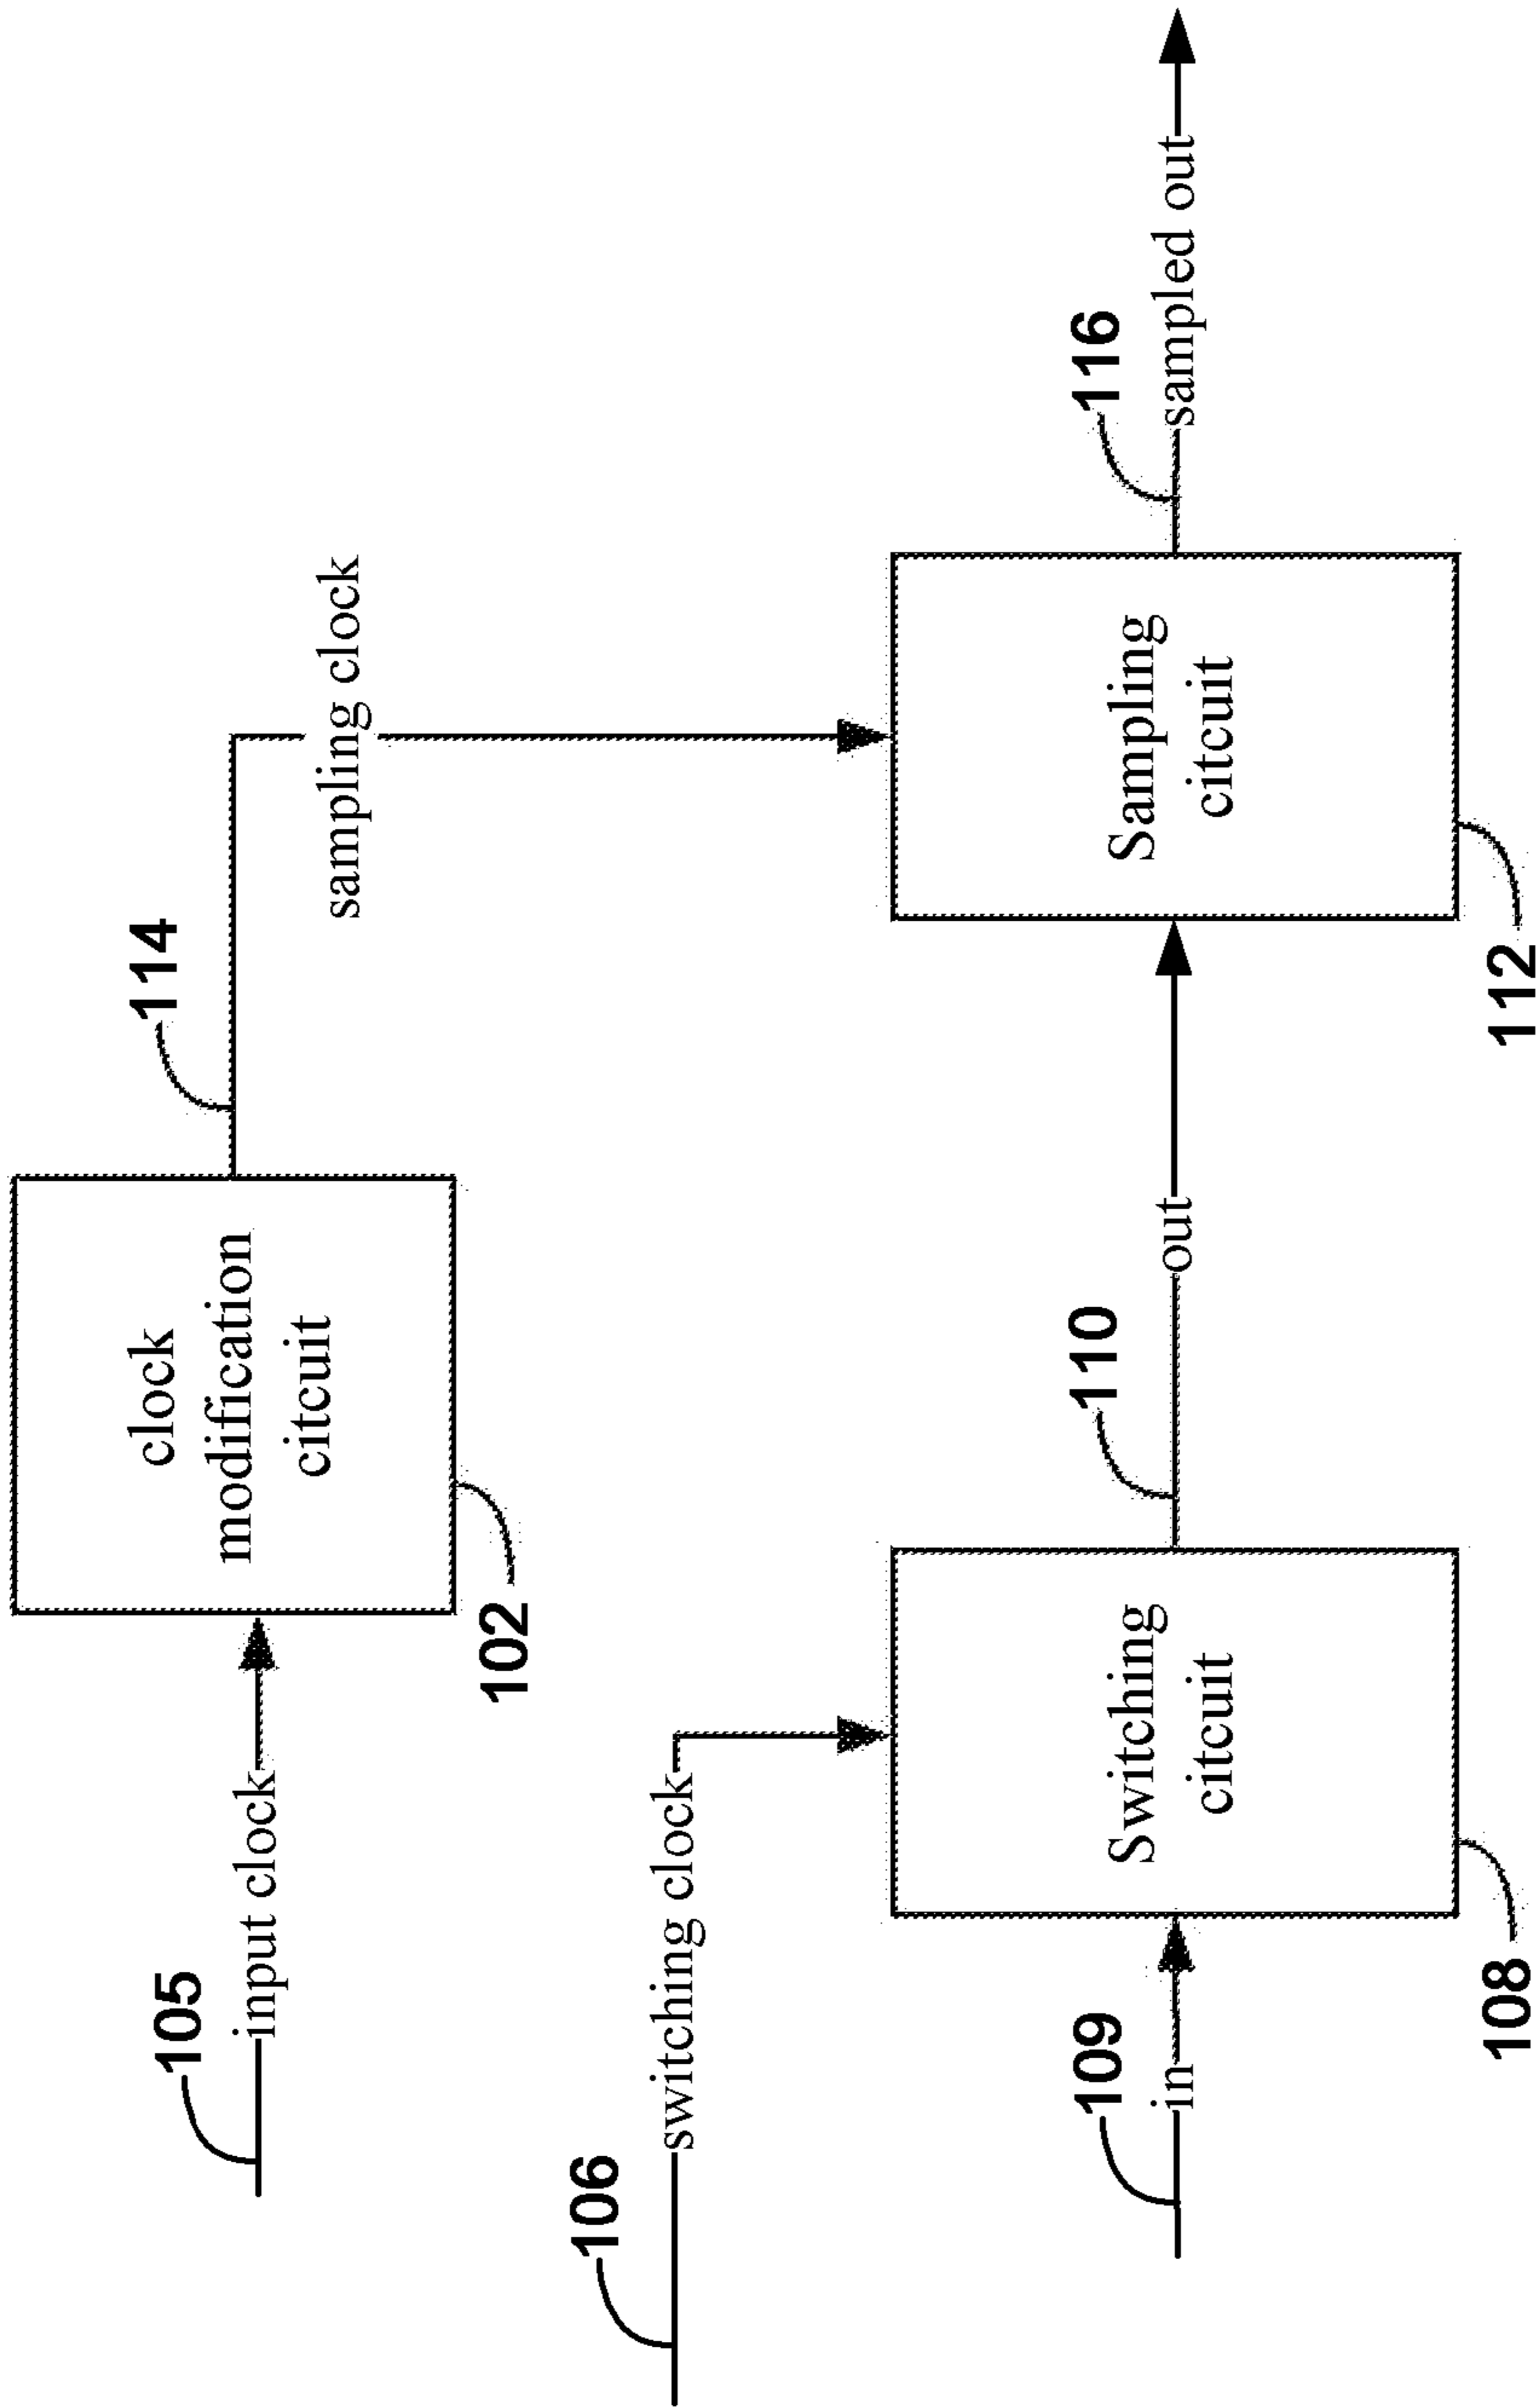 105
input clock
clock
modification
citcuit
102
114
sampling clock
106
switching clock
109
in
Switching
citcuit
108
110
out
Sampling
citcuit
112
116
sampled out